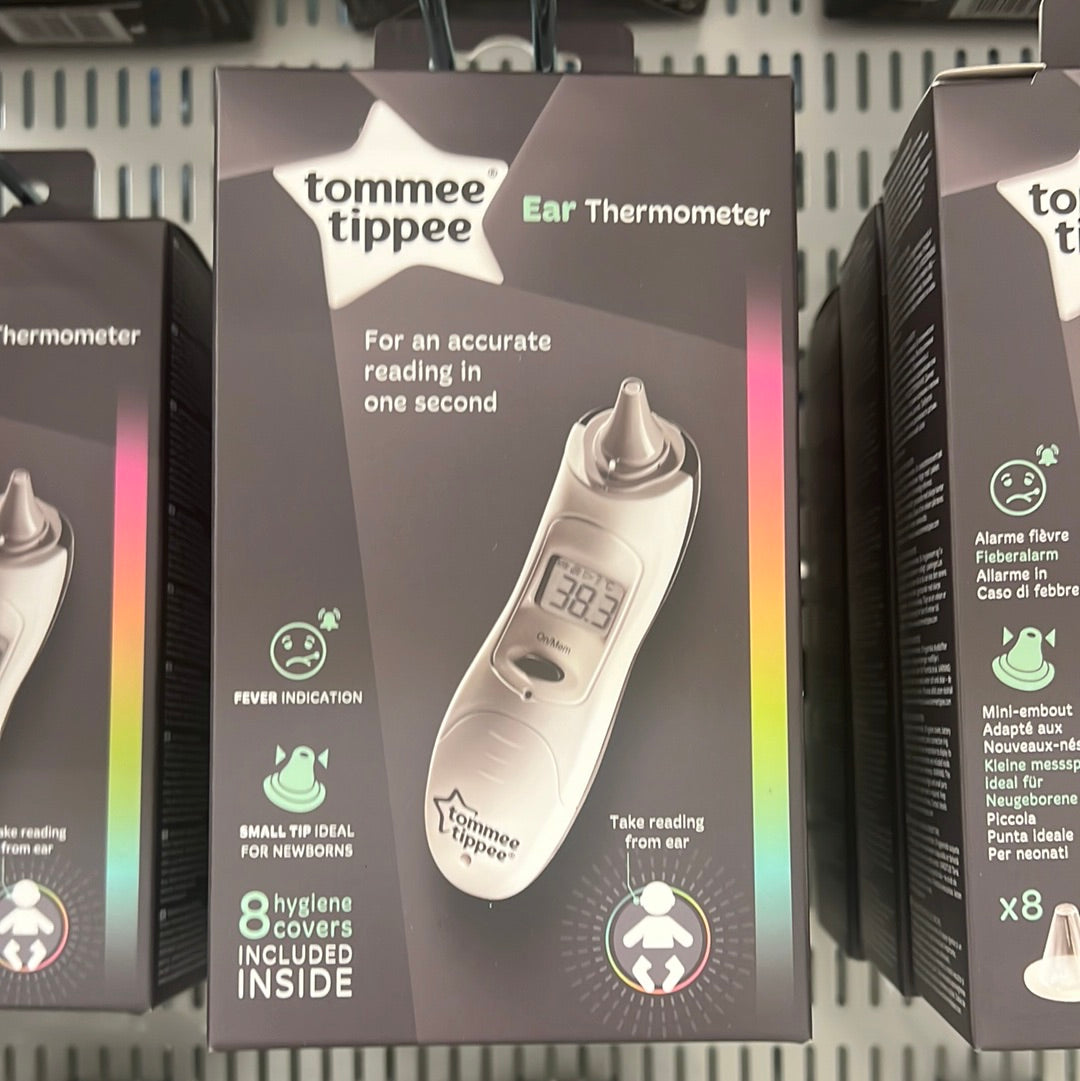 tommee®
tippee
Ear Thermometer
For an accurate
reading in
one second
38.3
On/Mem
FEVER INDICATION
SMALL TIP IDEAL
FOR NEWBORNS
8 hygiene
covers
INCLUDED
INSIDE
tommee
tippee®
Take reading
from ear
Thermometer
reading
from ear
Alarme fièvre
Fieberalarm
Allarme in
Caso di febbre
Mini-embout
Adapté aux
Nouveaux-nés
Kleine
Ideal für
Neugeborene
Piccola
Punta ideale
Per neonati
x8